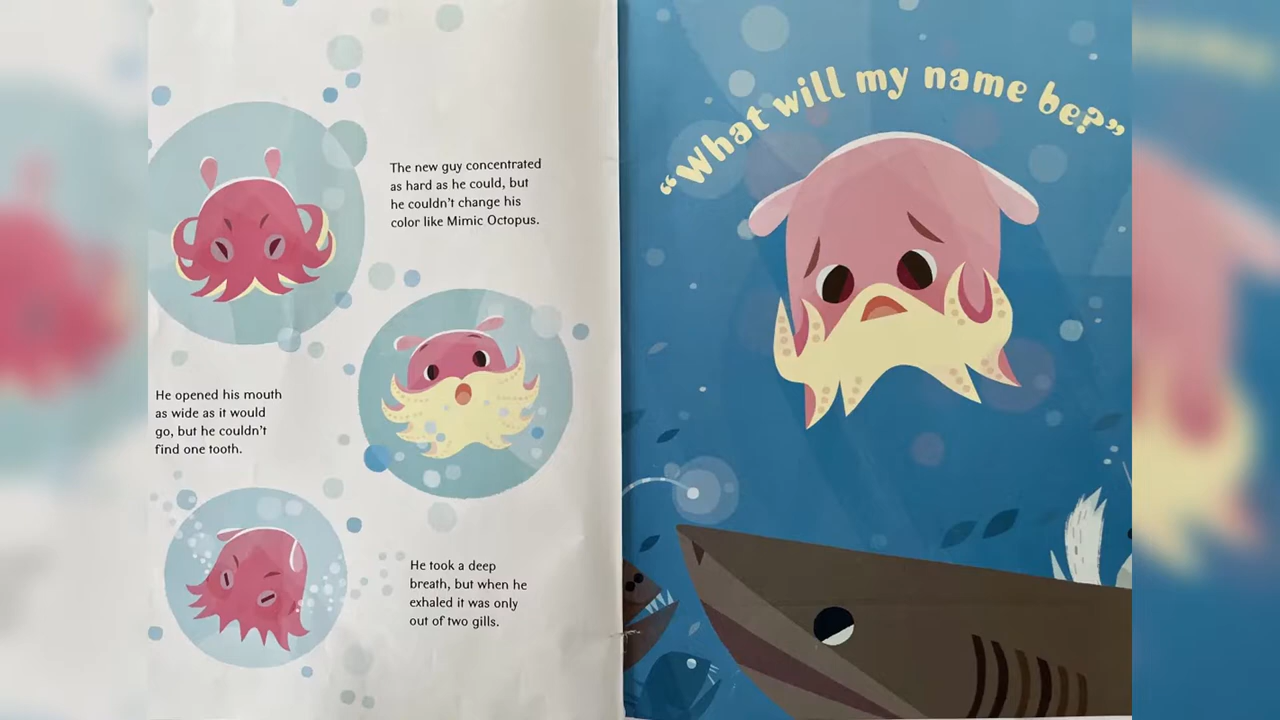 The new guy concentrated
as hard as he could, but
he couldn't change his
color like Mimic Octopus.
He opened his mouth
as wide as it would
go, but he couldn't
find one tooth.
He took a deep
breath, but when he
exhaled it was only
out of two gills.
“What will my name be?”